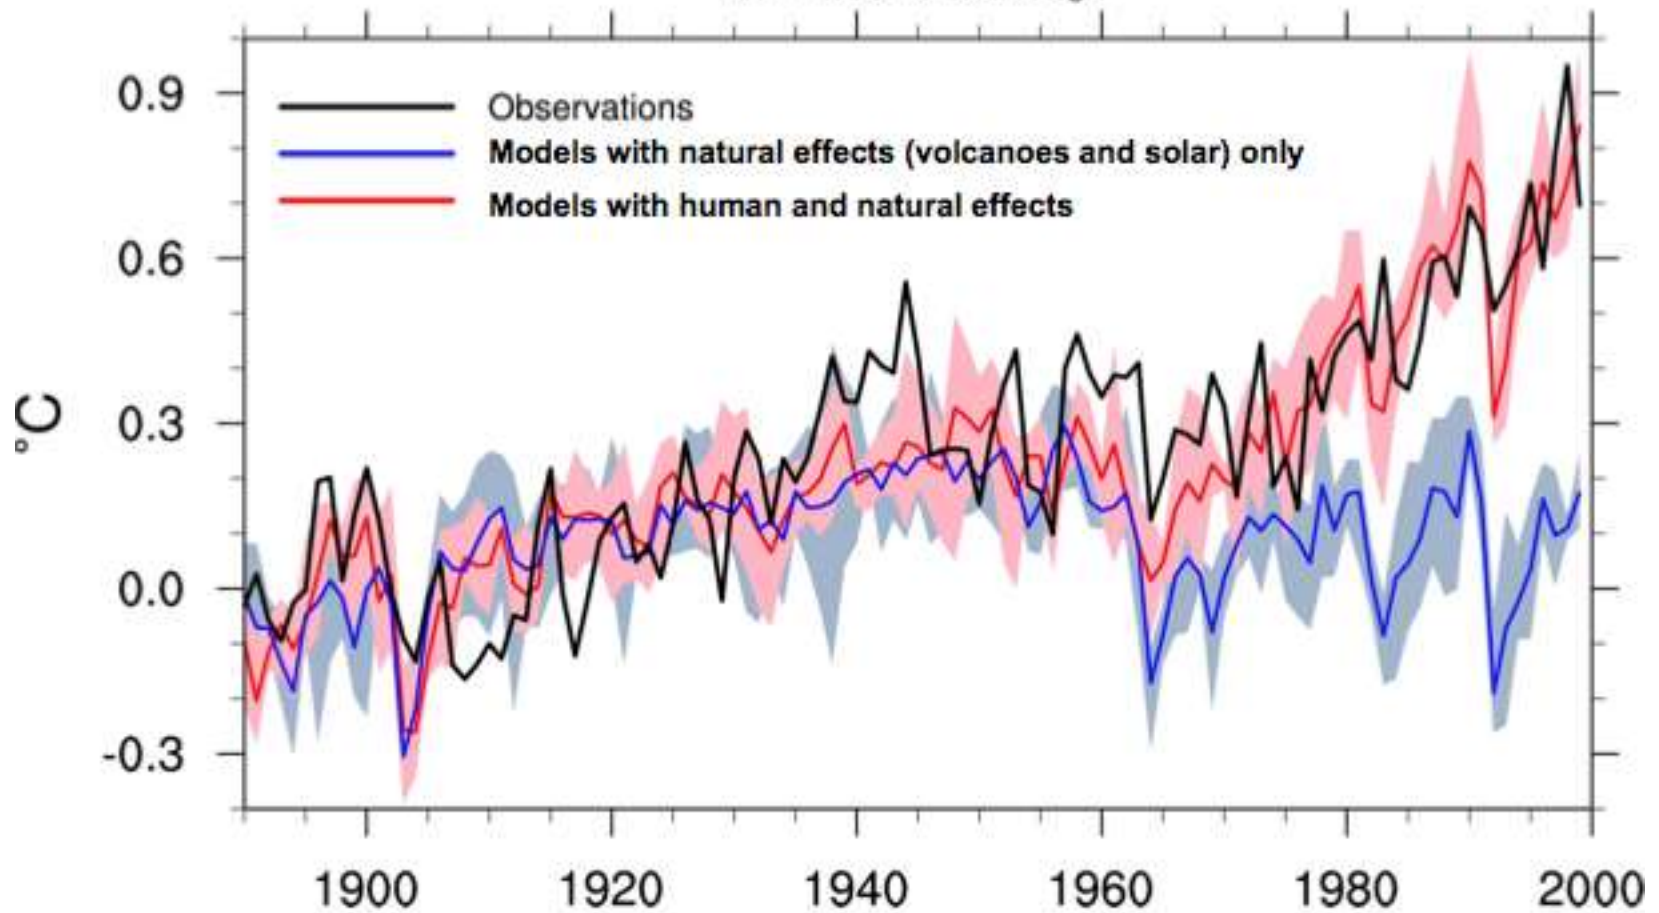 Observations
Models with natural effects (volcanoes and solar) only
Models with human and natural effects
°C
0.9
0.6
0.3
0.0
-0.3
1900 1920 1940 1960 1980 2000